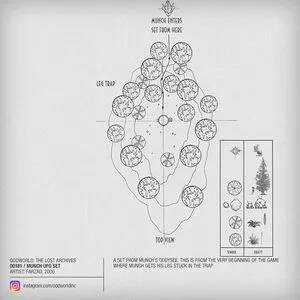 MUNCH ENTERS
SET FROM HERE
LEG TRAP
TOP VIEW
ODDWORLD: THE LOST ARCHIVES
00181 / MUNCH UFO SET
ARTIST: FARZAD, 2000
A SET FROM MUNCH'S ODDYSEE. THIS IS FROM THE VERY BEGINNING OF THE GAME
WHERE MUNCH GETS HIS LEG STUCK IN THE TRAP
instagram.com/oddworldinc